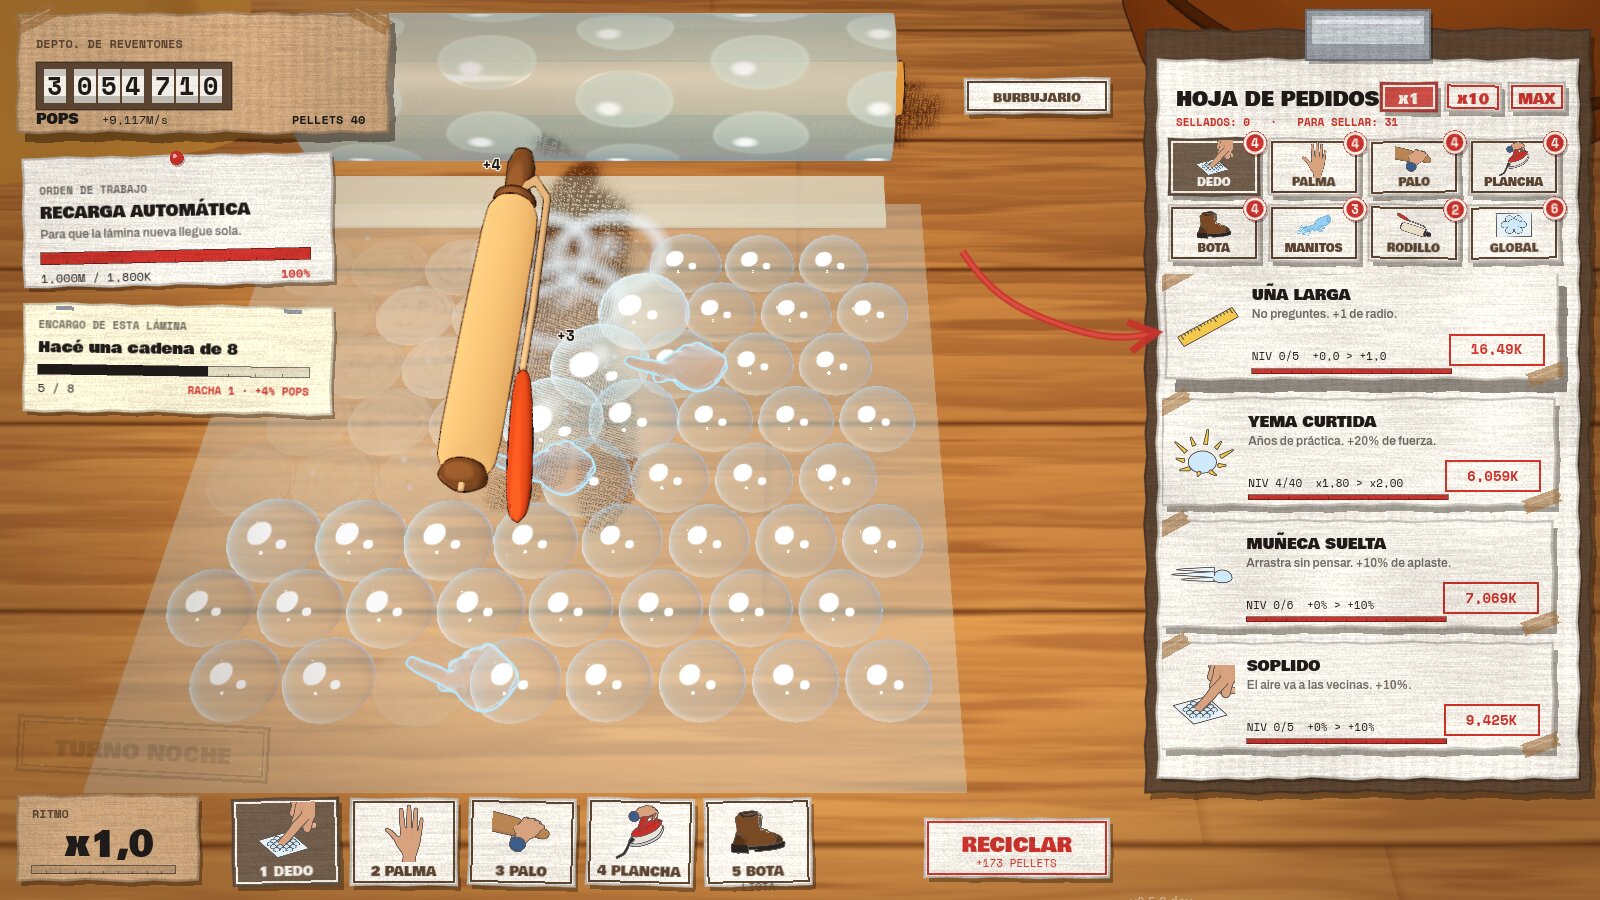 DEPTO. DE REVENTONES
3 054 710
POPS +9,117M/s PELLETS 40
ORDEN DE TRABAJO
RECARGA AUTOMÁTICA
Para que la lámina nueva llegue sola.
1,000M / 1,800K 100%
ENCARGO DE ESTA LÁMINA
Hacé una cadena de 8
5 / 8 RACHA 1 · +4% POPS
+4
+3
BURBUJARIO
HOJA DE PEDIDOS x1 x10 MAX
SELLADOS: 0 · PARA SELLAR: 31
4 4 4 4
DEDO PALMA PALO PLANCHA
4 3 2 6
BOTA MANITOS RODILLO GLOBAL
UÑA LARGA
No preguntes. +1 de radio.
NIV 0/5 +0,0 > +1,0
16,49K
YEMA CURTIDA
Años de práctica. +20% de fuerza.
NIV 4/40 x1,80 > x2,00
6,059K
MUÑECA SUELTA
Arrastra sin pensar. +10% de aplaste.
NIV 0/6 +0% > +10%
7,069K
SOPLIDO
El aire va a las vecinas. +10%.
NIV 0/5 +0% > +10%
9,425K
TURNO NOCHE
RITMO
x1,0
1 DEDO
2 PALMA
3 PALO
4 PLANCHA
5 BOTA
LISTA
RECICLAR
+173 PELLETS